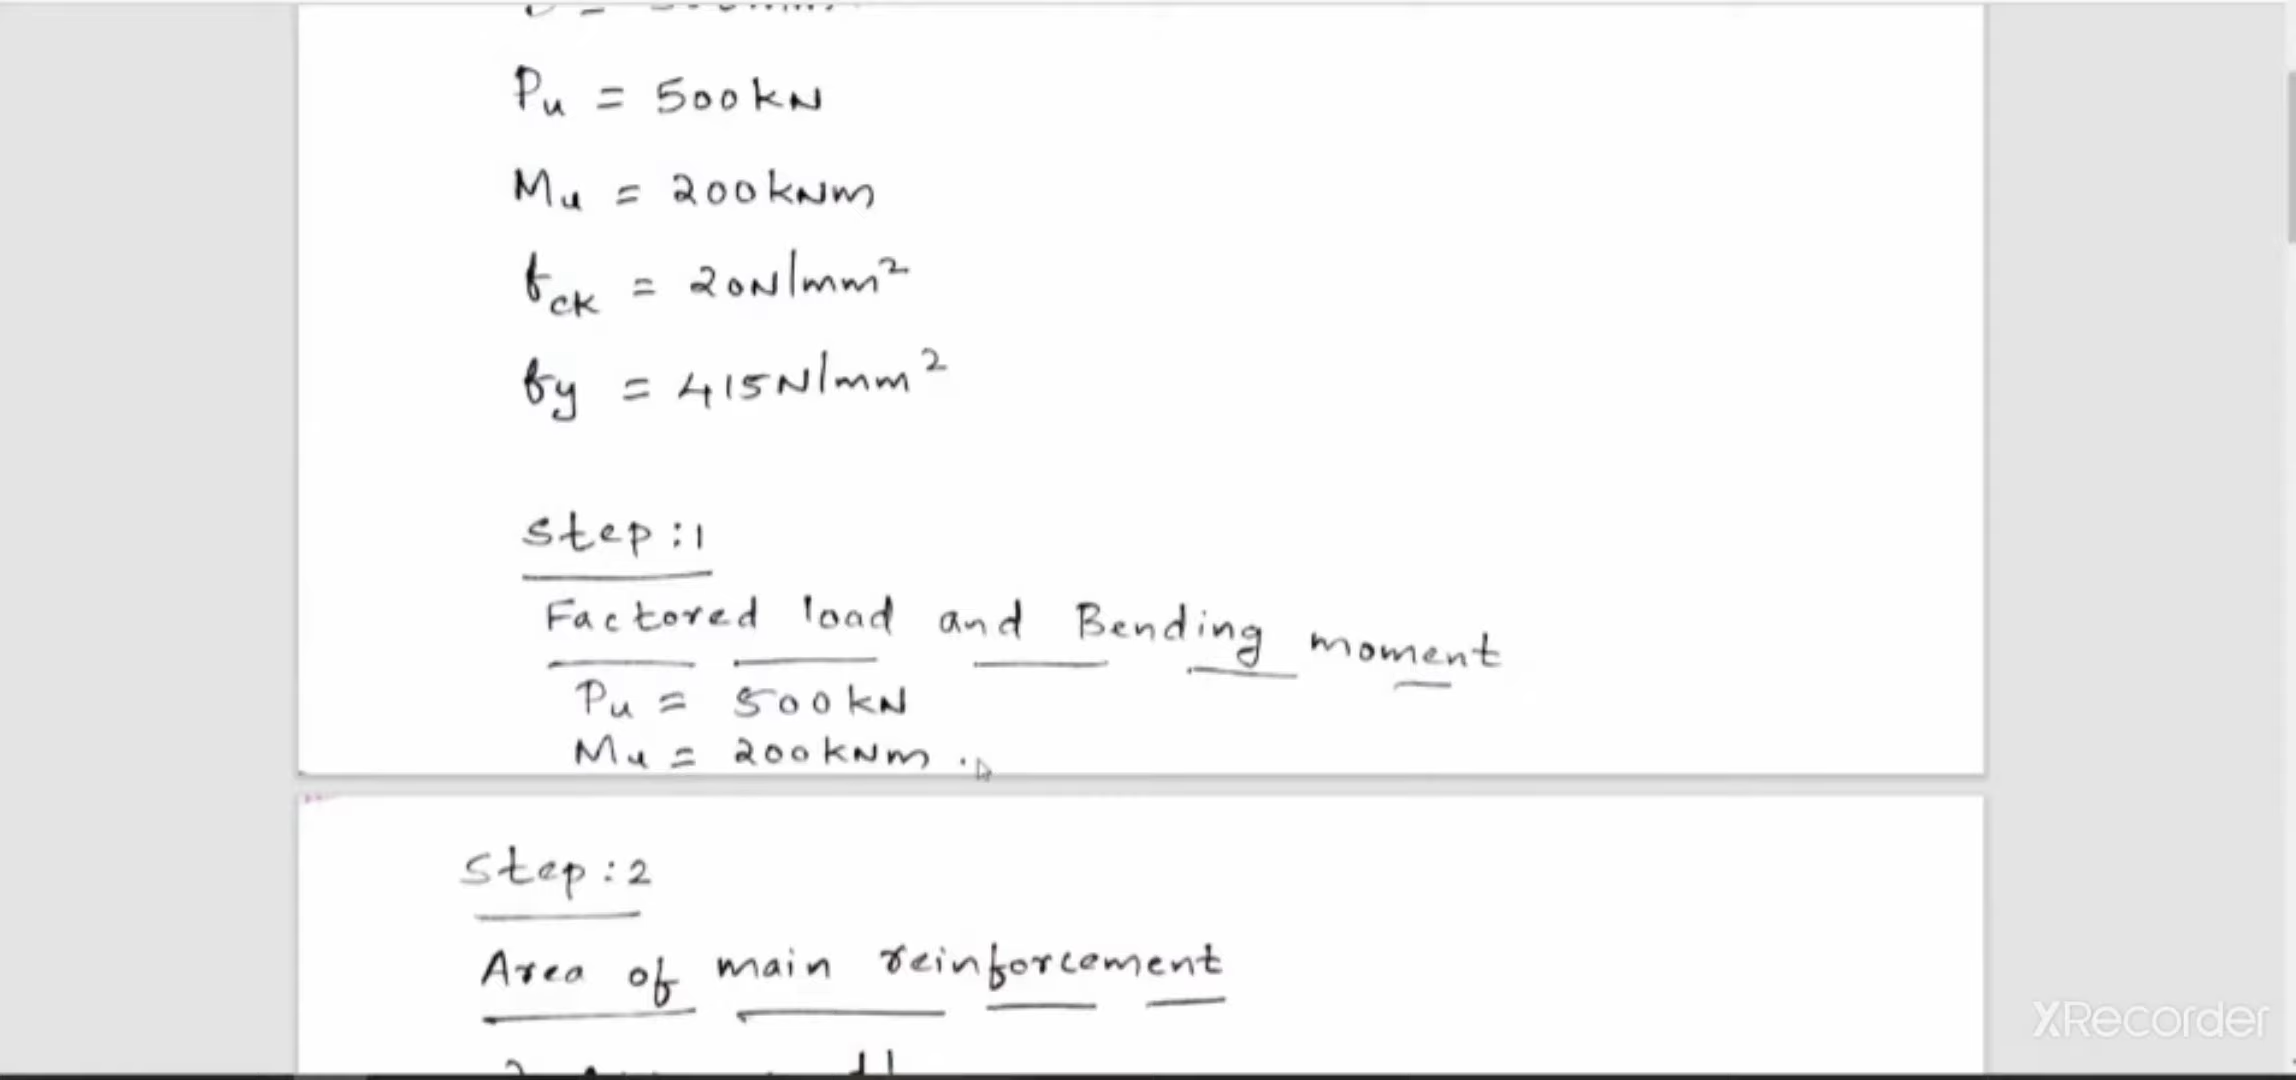 Pu = 500kN
Mu = 200kNm
fck = 20N/mm²
fy = 415N/mm²
Step:1
Factored load and Bending moment
Pu = 500kN
Mu = 200kNm.
Step:2
Area of main reinforcement
XRecorder